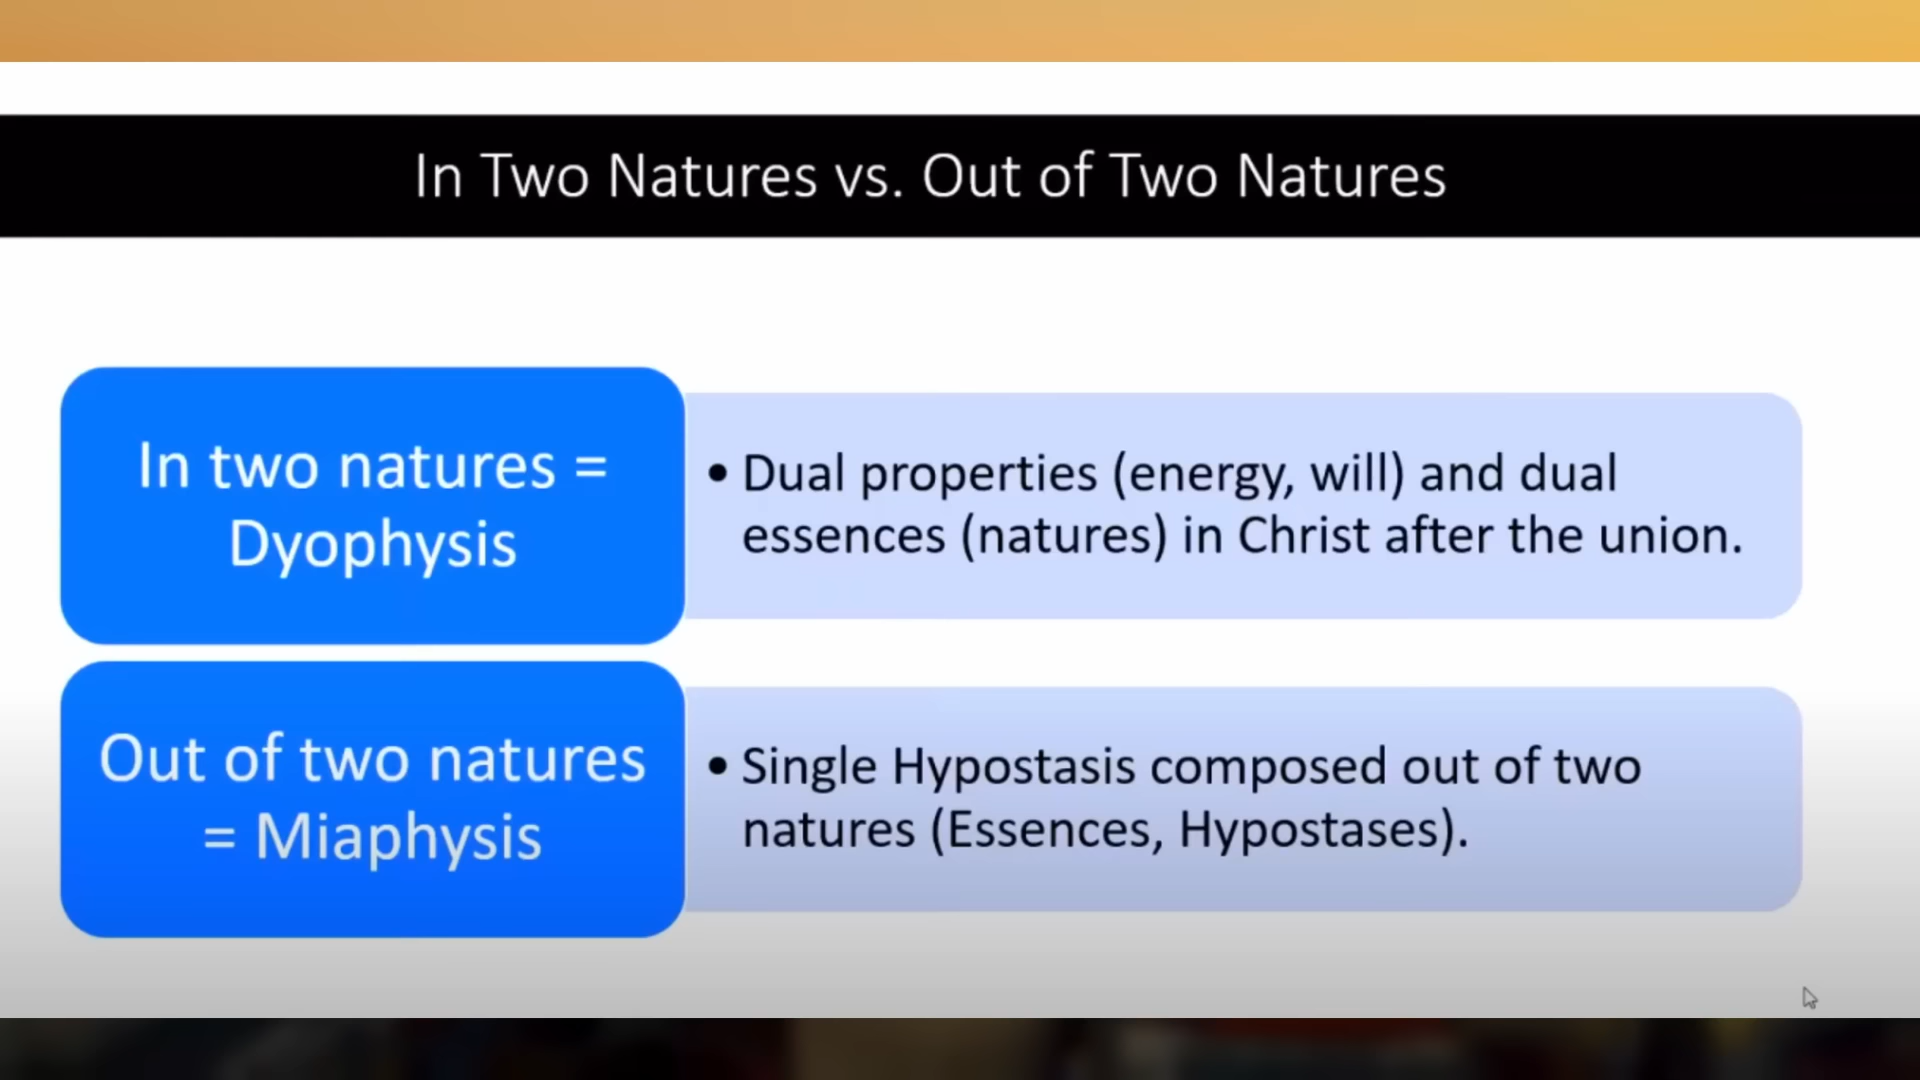 In Two Natures vs. Out of Two Natures
In two natures =
Dyophysis
• Dual properties (energy, will) and dual
essences (natures) in Christ after the union.
Out of two natures
= Miaphysis
• Single Hypostasis composed out of two
natures (Essences, Hypostases).